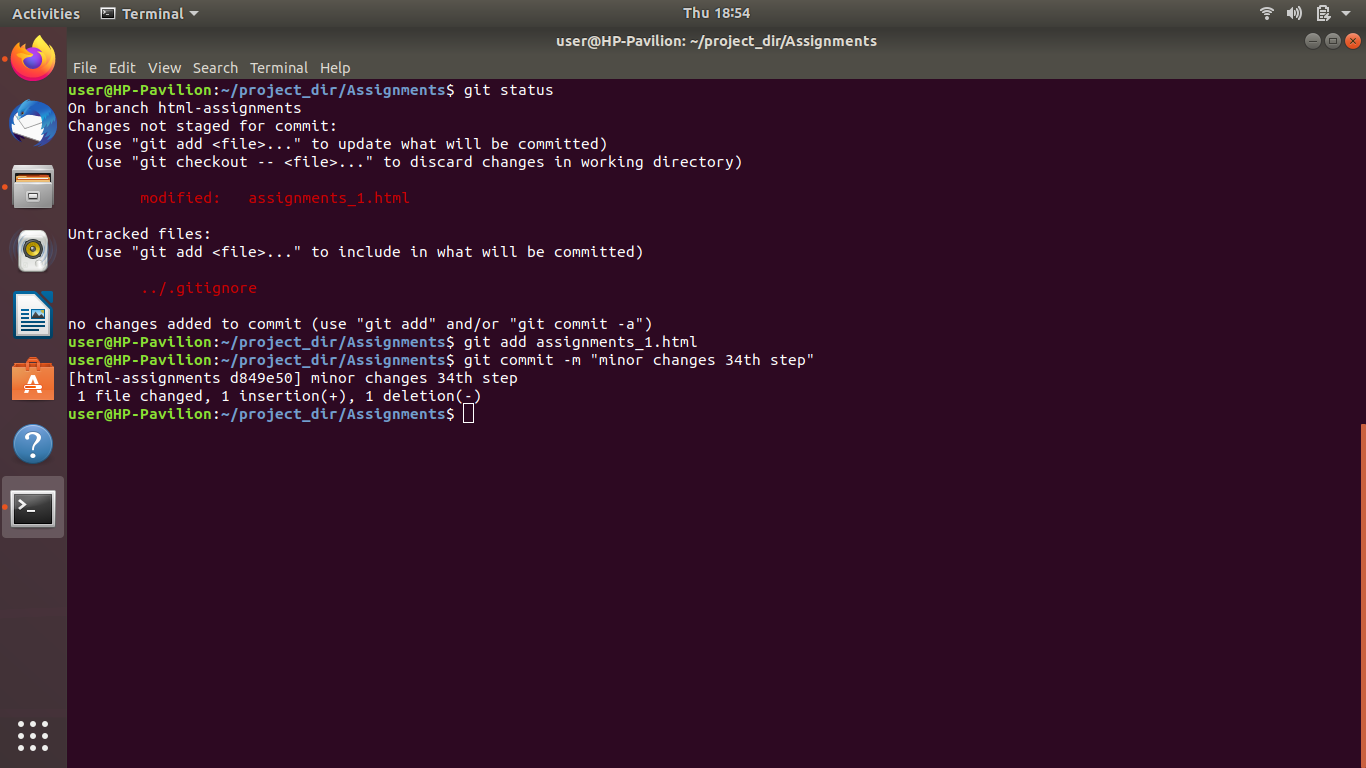 Activities Terminal Thu 18:54
user@HP-Pavilion: ~/project_dir/Assignments
File Edit View Search Terminal Help
user@HP-Pavilion:~/project_dir/Assignments$ git status
On branch html-assignments
Changes not staged for commit:
  (use "git add <file>..." to update what will be committed)
  (use "git checkout -- <file>..." to discard changes in working directory)
        modified:   assignments_1.html
Untracked files:
  (use "git add <file>..." to include in what will be committed)
        ../.gitignore
no changes added to commit (use "git add" and/or "git commit -a")
user@HP-Pavilion:~/project_dir/Assignments$ git add assignments_1.html
user@HP-Pavilion:~/project_dir/Assignments$ git commit -m "minor changes 34th step"
[html-assignments d849e50] minor changes 34th step
 1 file changed, 1 insertion(+), 1 deletion(-)
user@HP-Pavilion:~/project_dir/Assignments$